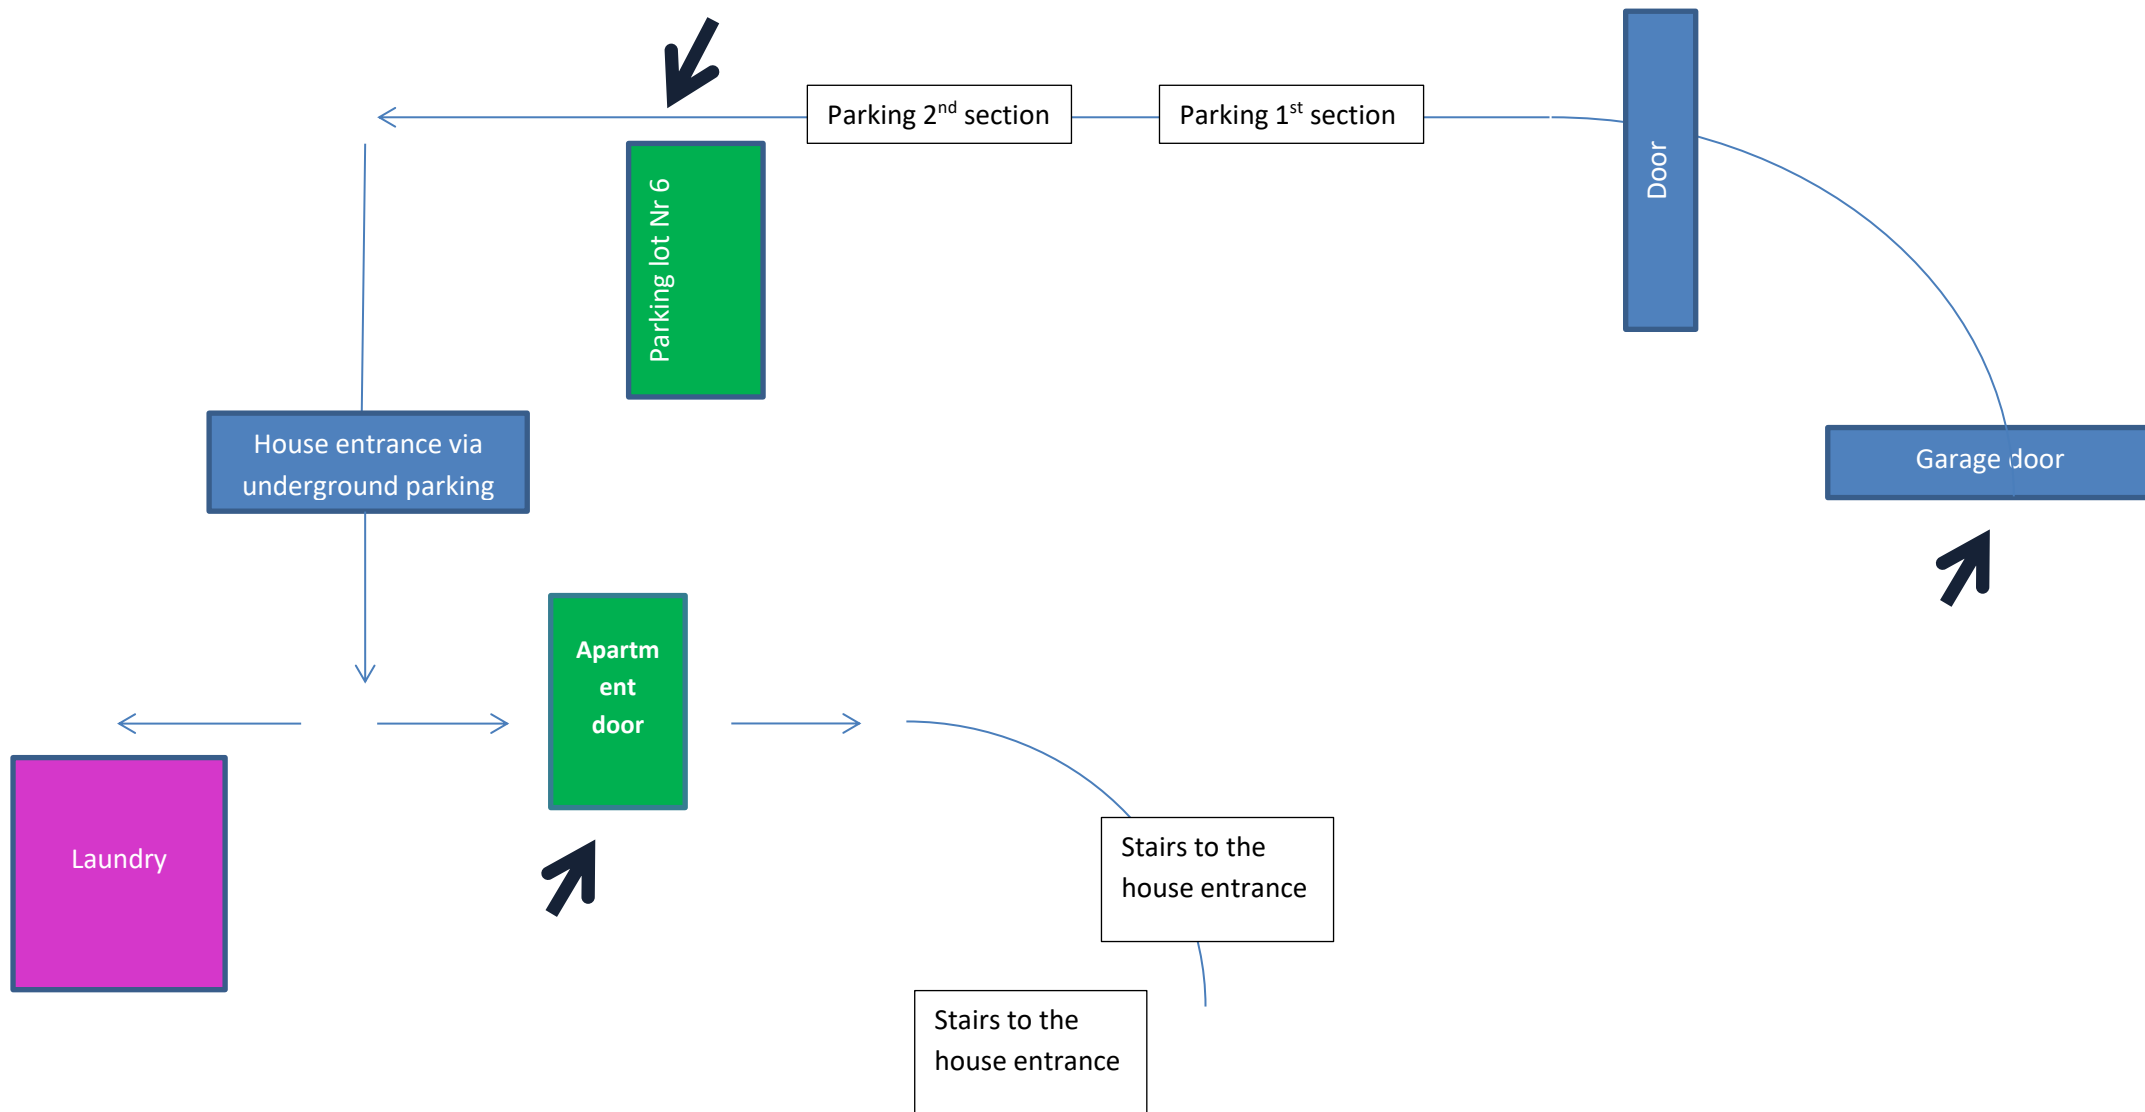 Parking 2nd section
Parking 1st section
Door
Parking lot Nr 6
House entrance via
underground parking
Garage door
Apartm
ent
door
Laundry
Stairs to the
house entrance
Stairs to the
house entrance